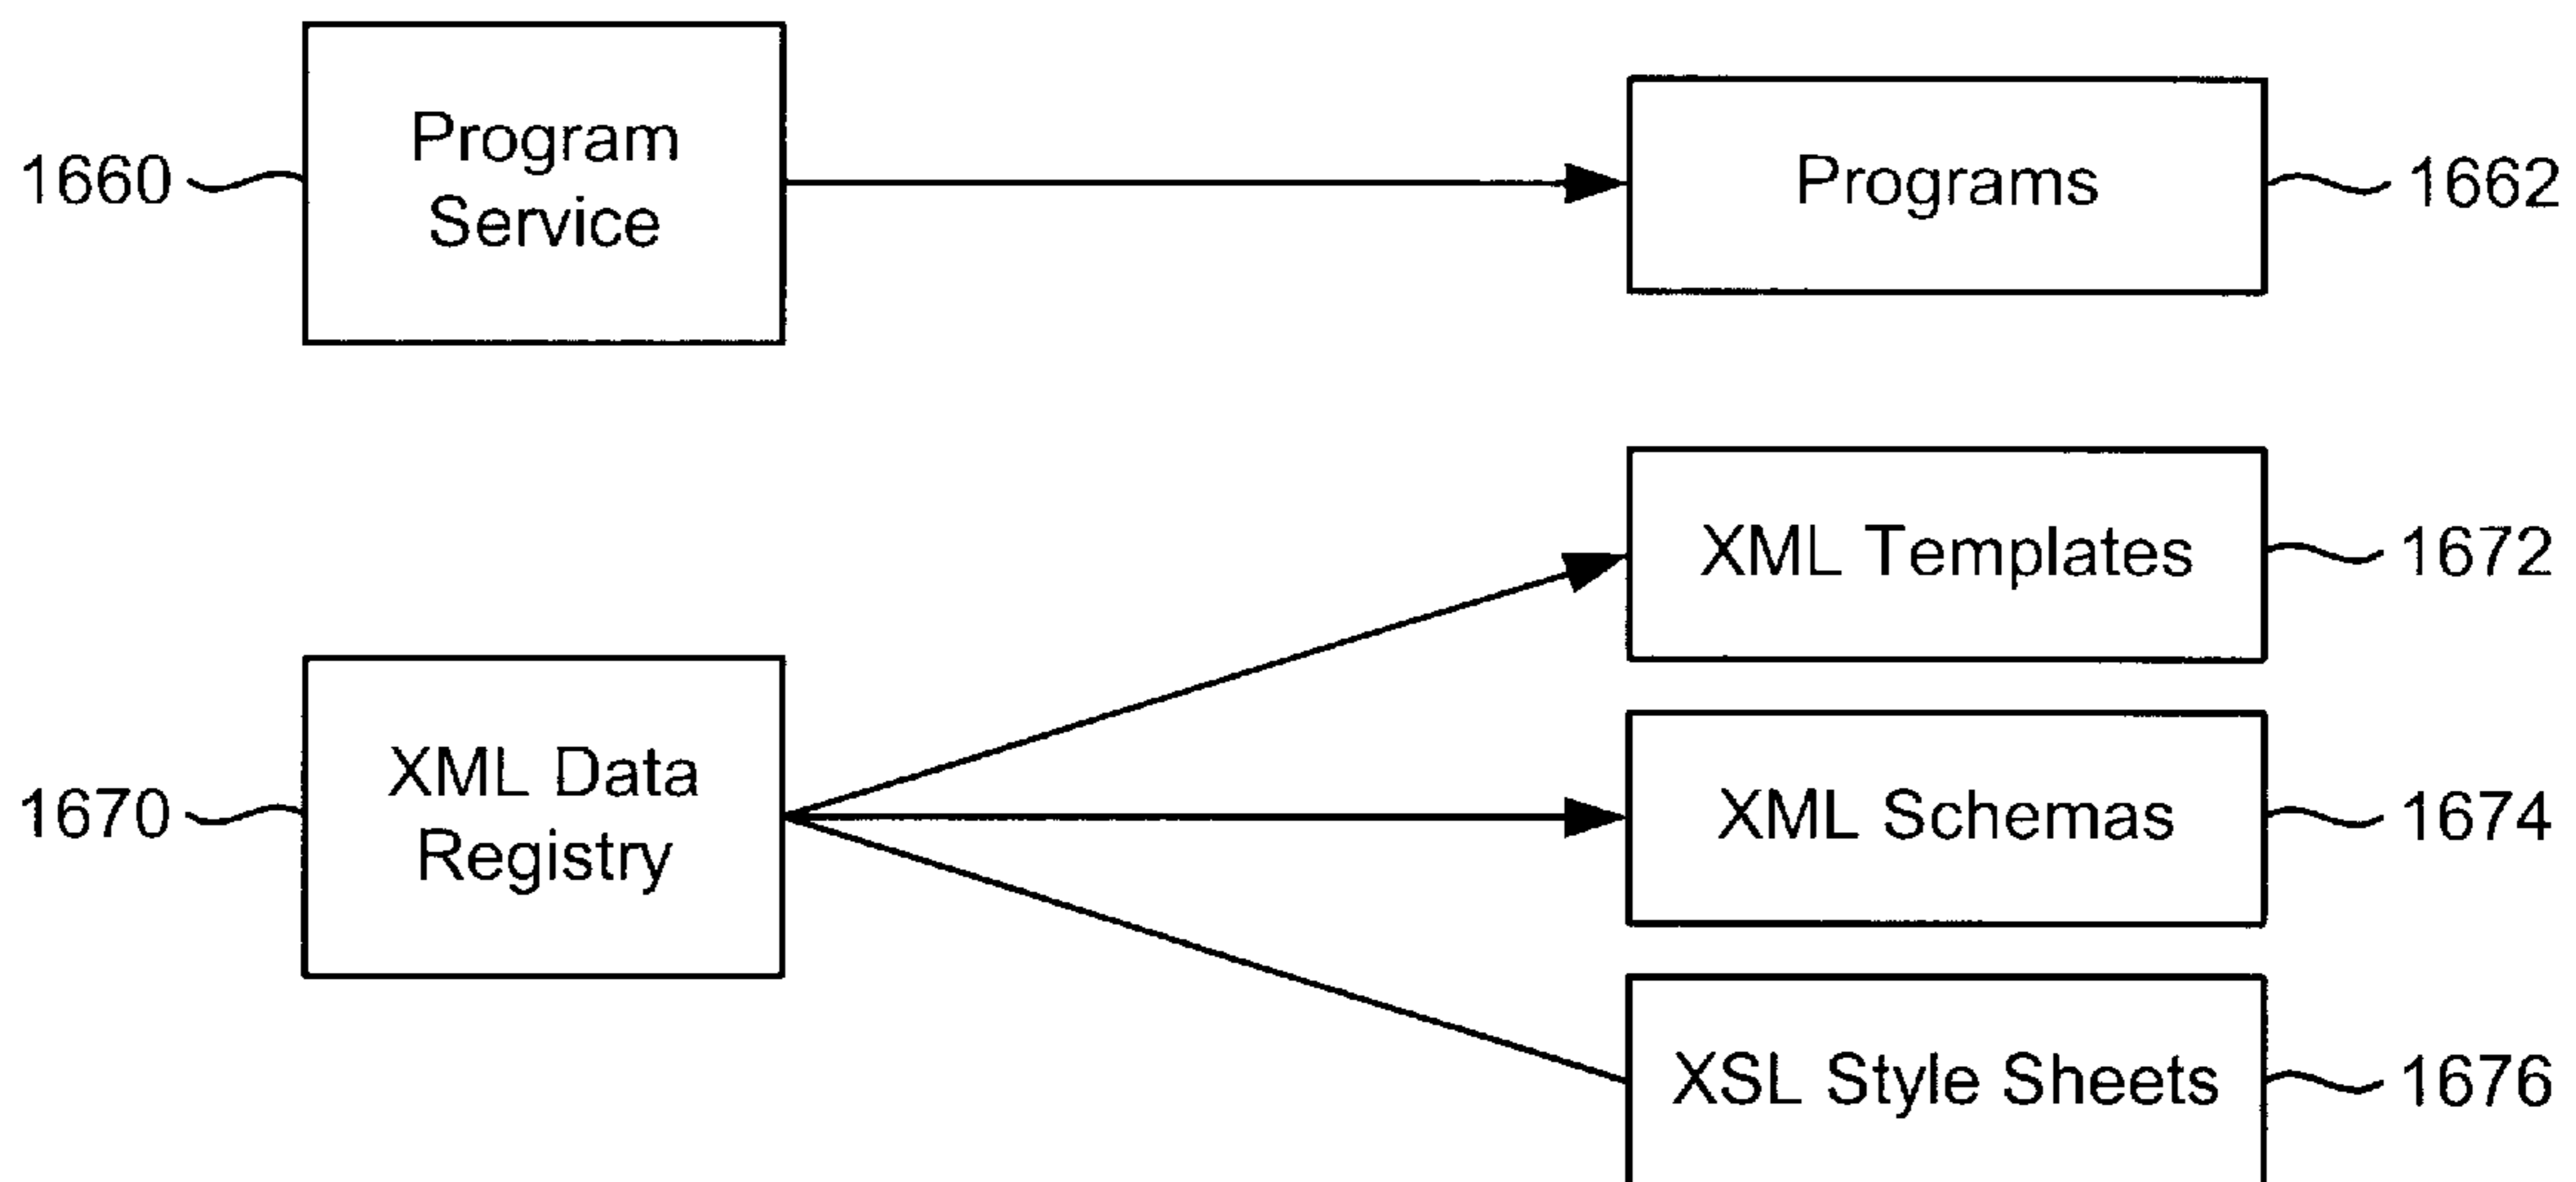 1660
Program
Service
Programs
1662
XML Templates
1672
1670
XML Data
Registry
XML Schemas
1674
XSL Style Sheets
1676